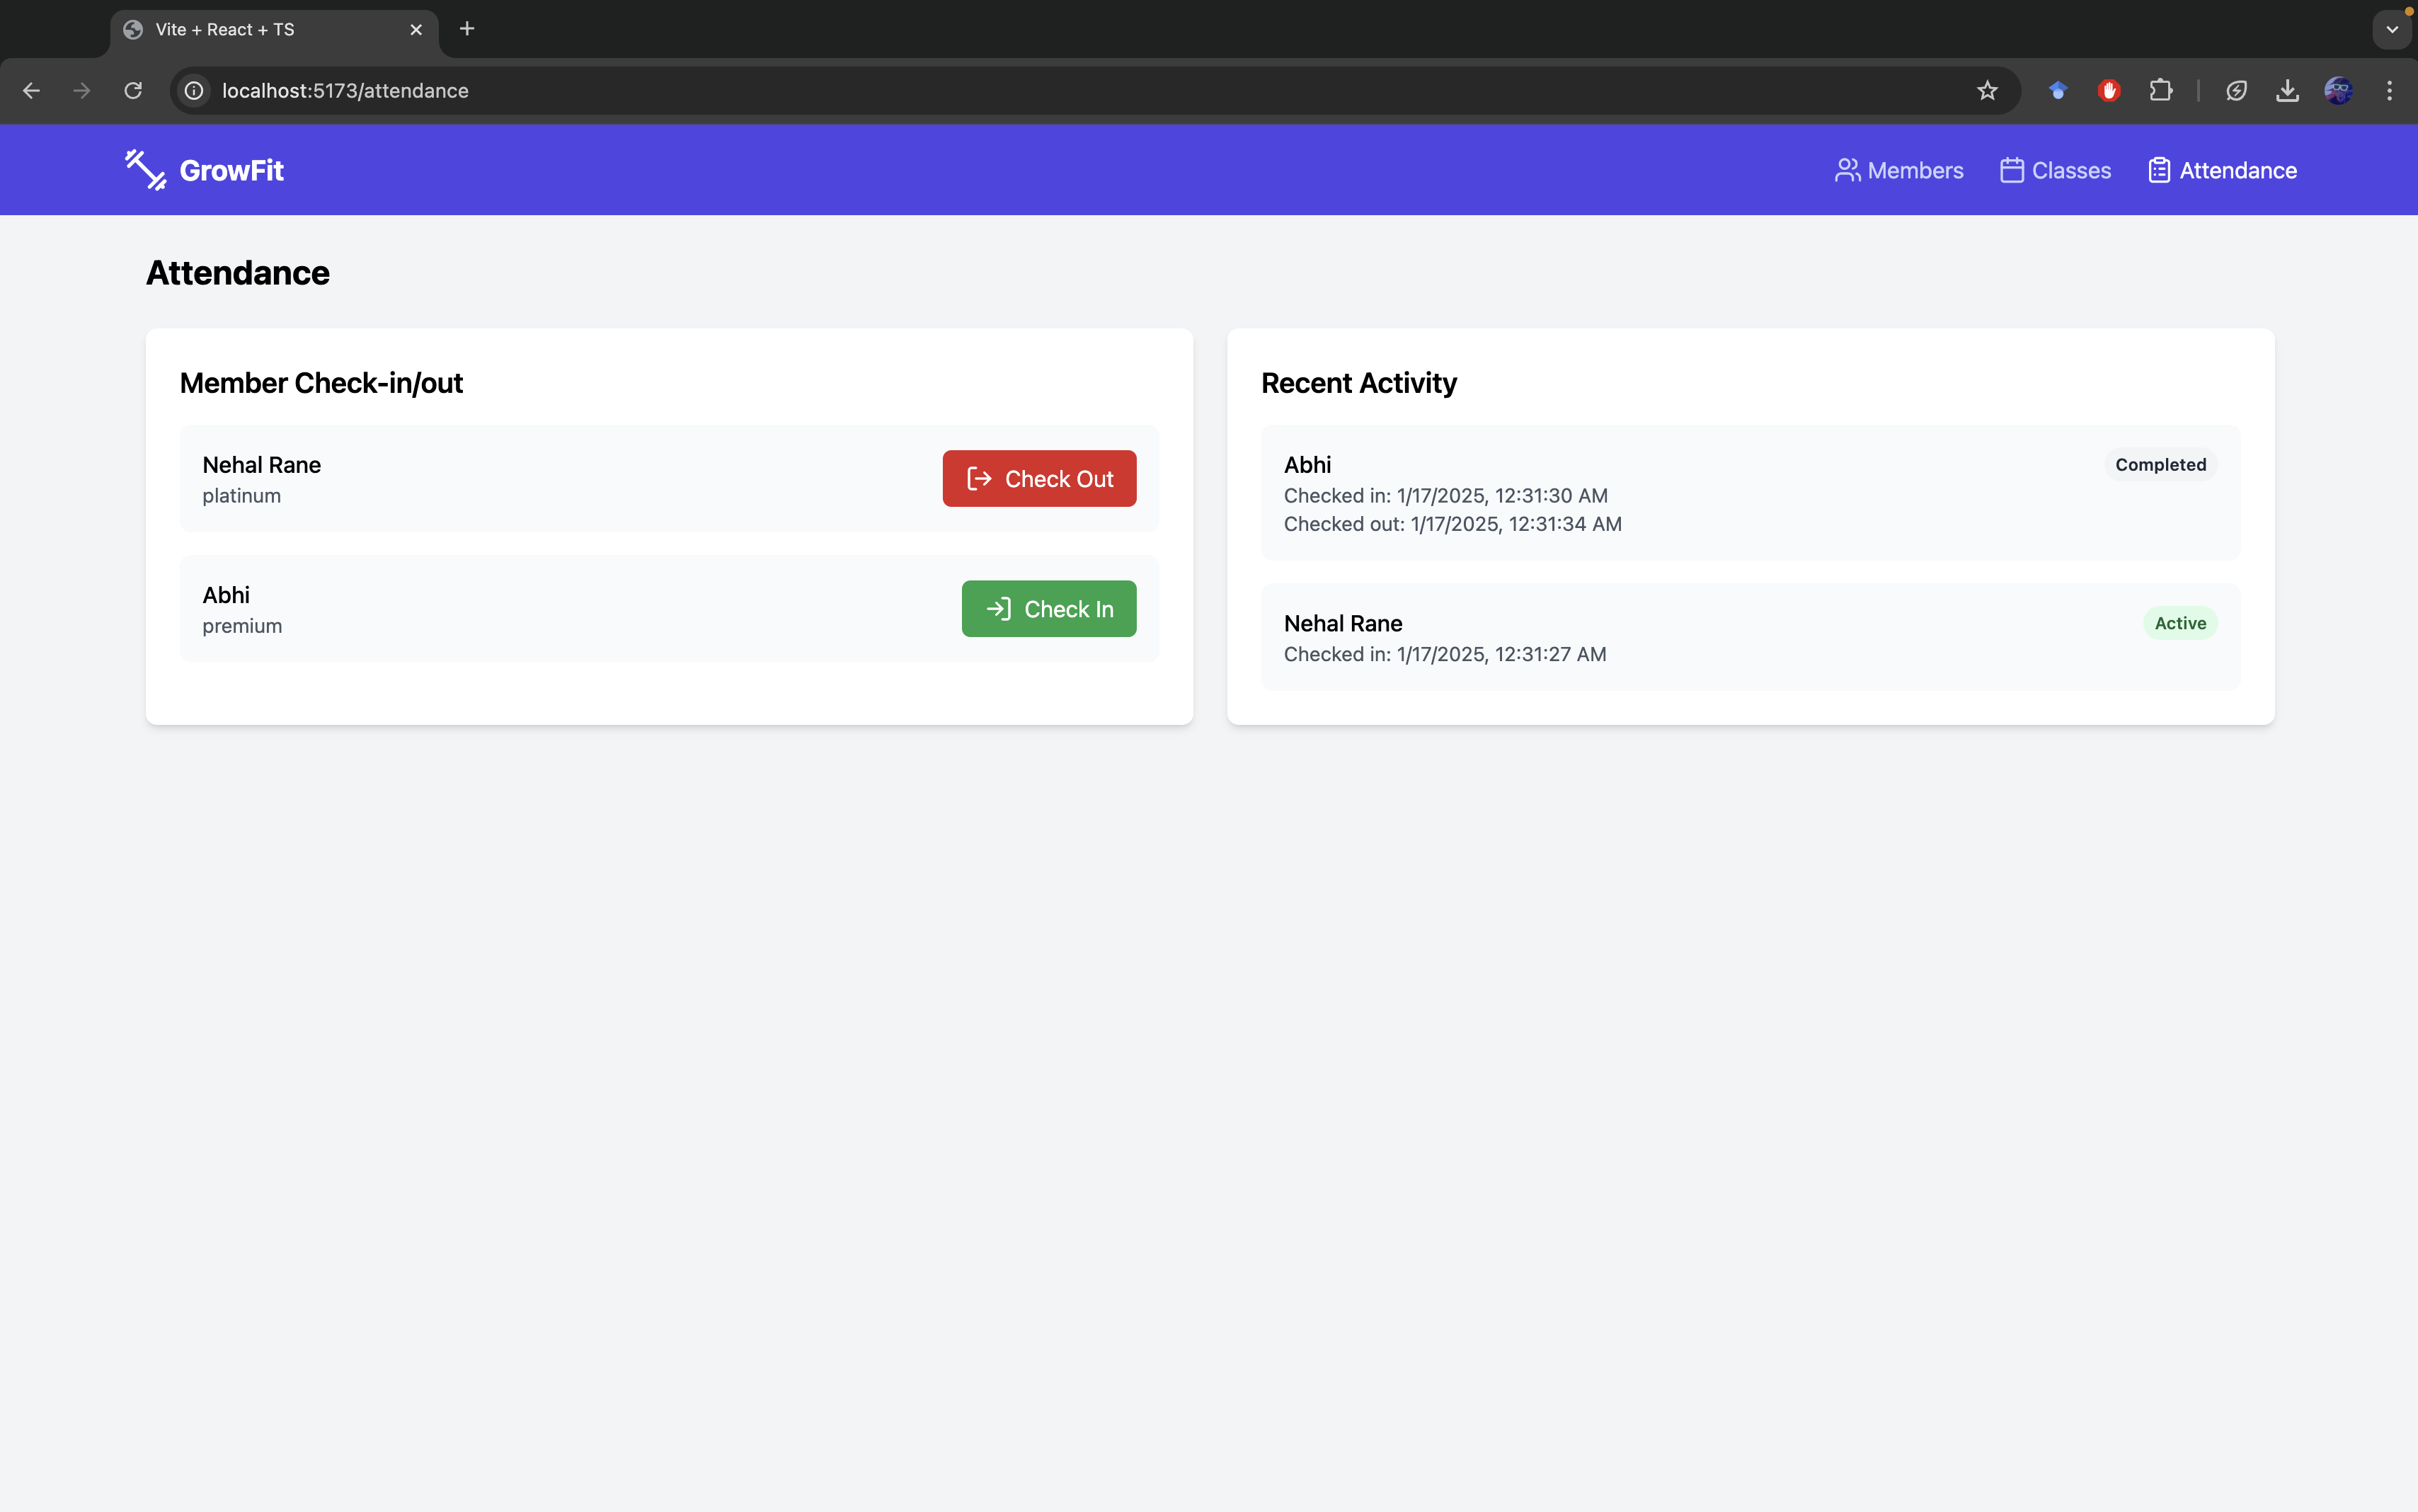 Vite + React + TS
localhost:5173/attendance
GrowFit
Members
Classes
Attendance
Attendance
Member Check-in/out
Nehal Rane
platinum
Check Out
Abhi
premium
Check In
Recent Activity
Abhi
Completed
Checked in: 1/17/2025, 12:31:30 AM
Checked out: 1/17/2025, 12:31:34 AM
Nehal Rane
Active
Checked in: 1/17/2025, 12:31:27 AM